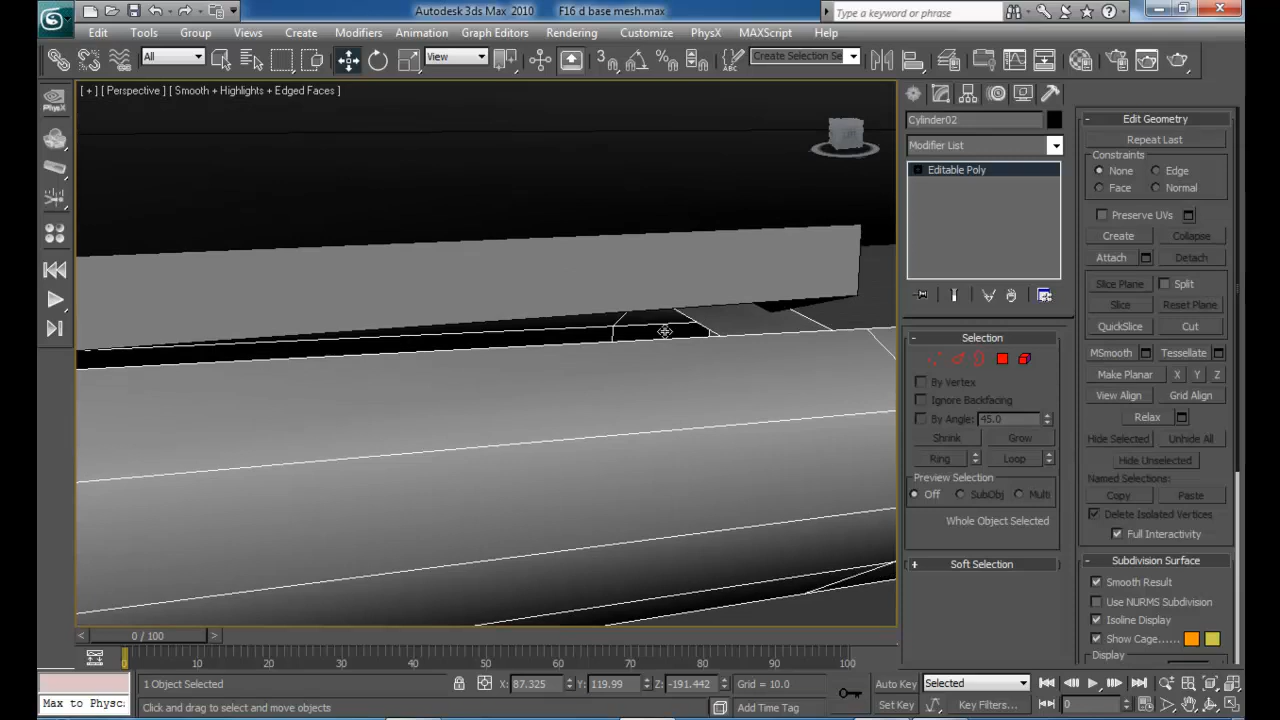 Autodesk 3ds Max 2010 F16 d base mesh.max
Type a keyword or phrase
Edit Tools Group Views Create Modifiers Animation Graph Editors Rendering Customize PhysX MAXScript Help
All View Create Selection Se
[ + ] [ Perspective ] [ Smooth + Highlights + Edged Faces ]
PhysX
Cylinder02
Modifier List
Editable Poly
- Selection
By Vertex
Ignore Backfacing
By Angle: 45.0
Shrink Grow
Ring Loop
Preview Selection
Off SubObj Multi
Whole Object Selected
+ Soft Selection
- Edit Geometry
Repeat Last
Constraints
None Edge
Face Normal
Preserve UVs
Create Collapse
Attach Detach
Slice Plane Split
Slice Reset Plane
QuickSlice Cut
MSmooth Tessellate
Make Planar X Y Z
View Align Grid Align
Relax
Hide Selected Unhide All
Hide Unselected
Named Selections:
Copy Paste
Delete Isolated Vertices
Full Interactivity
- Subdivision Surface
Smooth Result
Use NURMS Subdivision
Isoline Display
Show Cage......
Display
< 0 / 100 >
0 10 20 30 40 50 60 70 80 90 100
1 Object Selected X: 87.325 Y: 119.99 Z: -191.442 Grid = 10.0 Auto Key Selected
Max to Physc Click and drag to select and move objects Add Time Tag Set Key Key Filters... 0